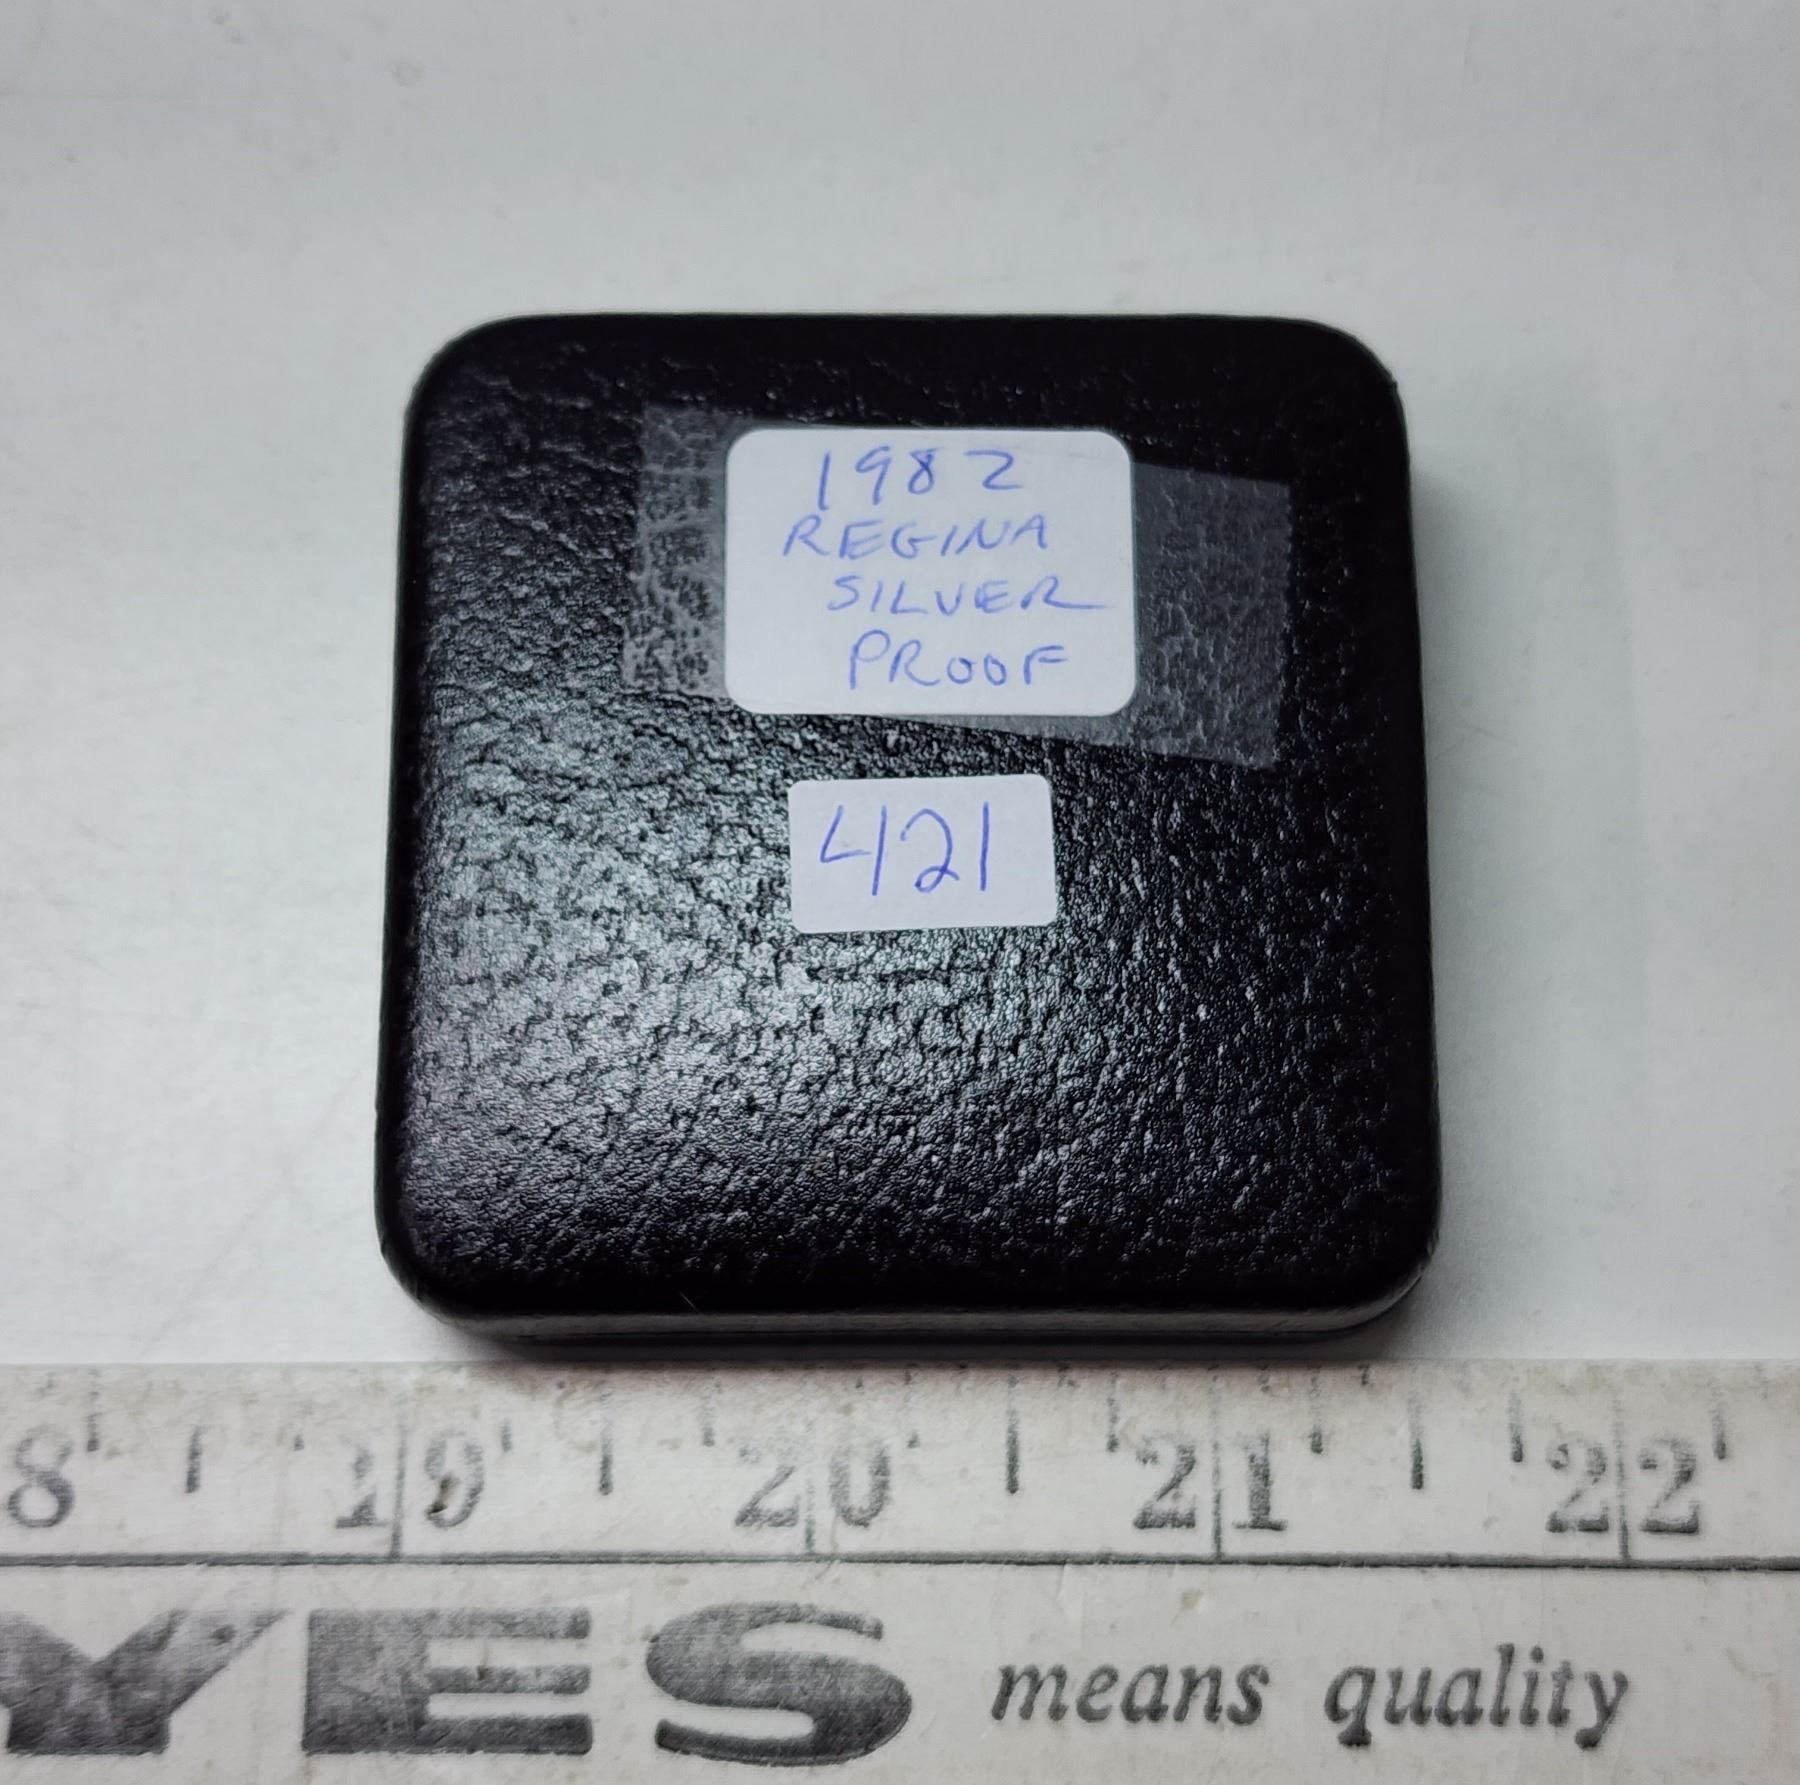 1982
REGINA
SILVER
PROOF
421
8 19 20 21 22
YES means quality